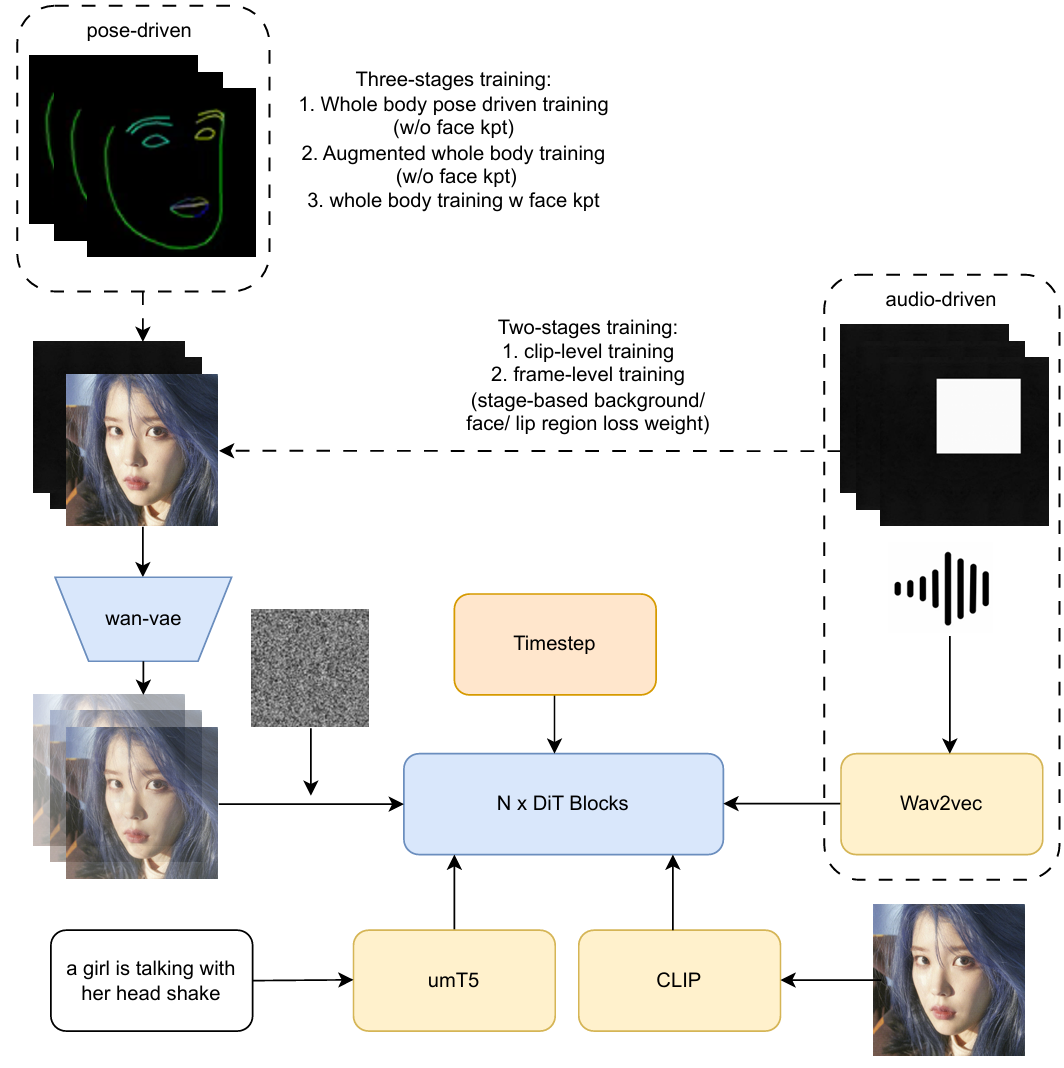 pose-driven
Three-stages training:
1. Whole body pose driven training
(w/o face kpt)
2. Augmented whole body training
(w/o face kpt)
3. whole body training w face kpt
audio-driven
Two-stages training:
1. clip-level training
2. frame-level training
(stage-based background/
face/ lip region loss weight)
wan-vae
Timestep
N x DiT Blocks
Wav2vec
a girl is talking with
her head shake
umT5
CLIP